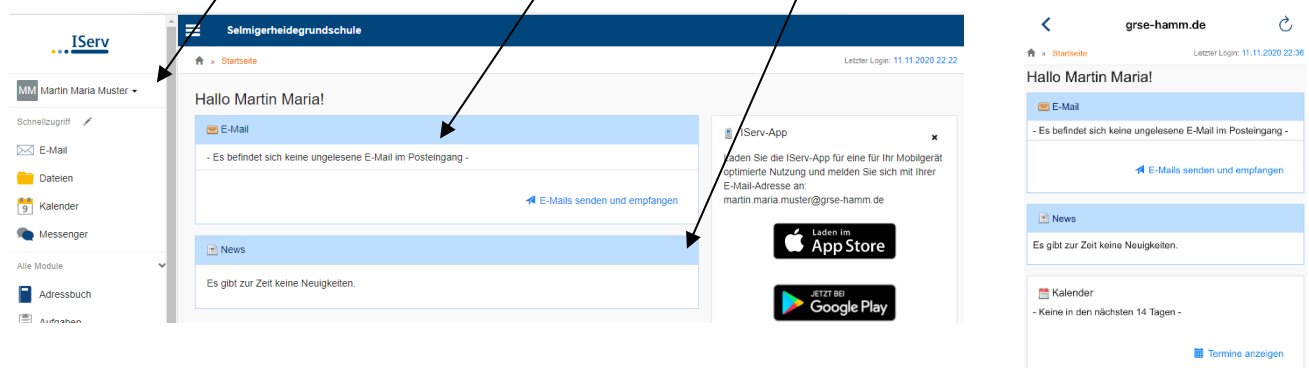 IServ
MM Martin Maria Muster
Schnellzugriff
E-Mail
Dateien
9 Kalender
Messenger
Alle Module
Adressbuch
Aufgaben
Selmigerheidegrundschule
» Startseite
Letzter Login: 11.11.2020 22:22
Hallo Martin Maria!
E-Mail
- Es befindet sich keine ungelesene E-Mail im Posteingang -
E-Mails senden und empfangen
News
Es gibt zur Zeit keine Neuigkeiten.
IServ-App
Laden Sie die IServ-App für eine für Ihr Mobilgerät
optimierte Nutzung und melden Sie sich mit Ihrer
E-Mail-Adresse an:
martin.maria.muster@grse-hamm.de
Laden im
App Store
JETZT BEI
Google Play
grse-hamm.de
» Startseite
Letzter Login: 11.11.2020 22:36
Hallo Martin Maria!
E-Mail
- Es befindet sich keine ungelesene E-Mail im Posteingang -
E-Mails senden und empfangen
News
Es gibt zur Zeit keine Neuigkeiten.
Kalender
- Keine in den nächsten 14 Tagen -
Termine anzeigen